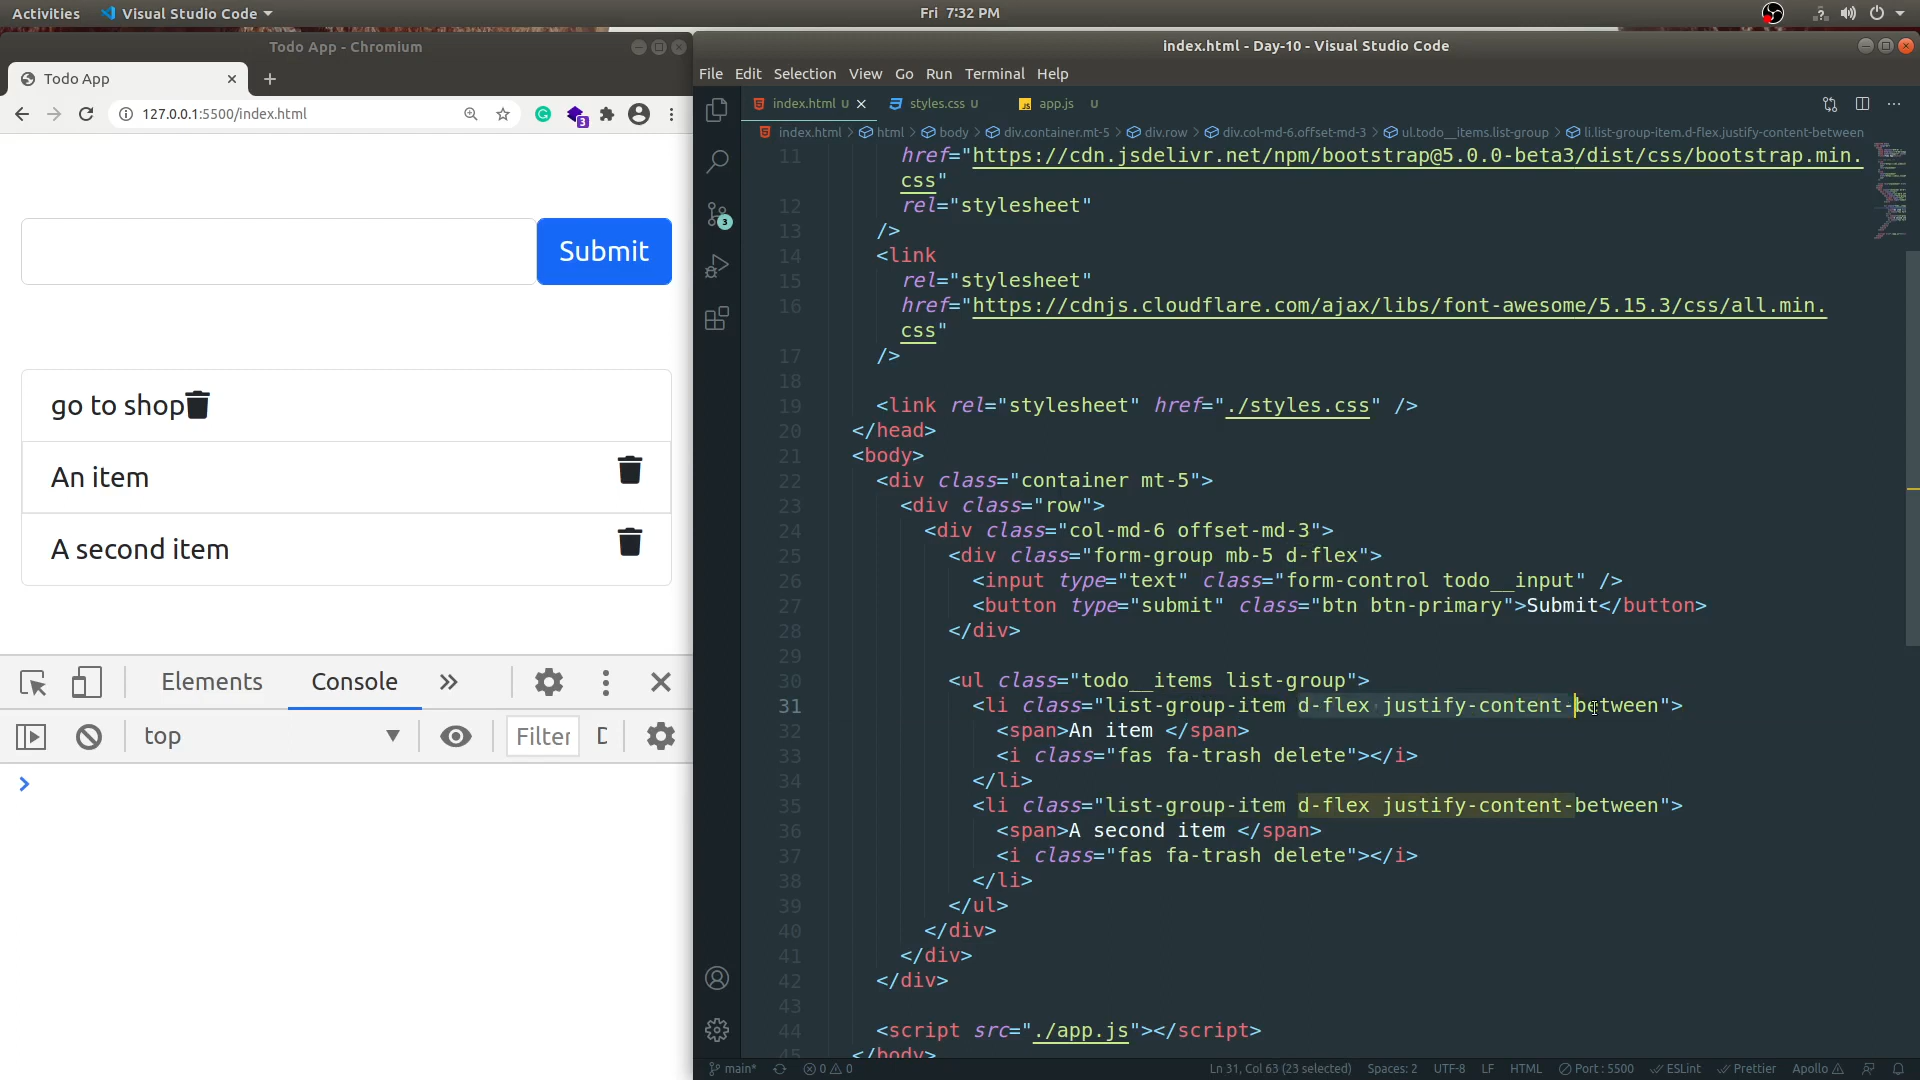 Activities
Visual Studio Code
Fri 7:32 PM
Todo App - Chromium
Todo App
127.0.0.1:5500/index.html
3
Submit
go to shop
An item
A second item
Elements
Console
top
Filter
D
index.html - Day-10 - Visual Studio Code
File Edit Selection View Go Run Terminal Help
index.html U
styles.css U
JS app.js U
index.html > html > body > div.container.mt-5 > div.row > div.col-md-6.offset-md-3 > ul.todo__items.list-group > li.list-group-item.d-flex.justify-content-between
3
11 href="https://cdn.jsdelivr.net/npm/bootstrap@5.0.0-beta3/dist/css/bootstrap.min.
css"
12 rel="stylesheet"
13 />
14 <link
15 rel="stylesheet"
16 href="https://cdnjs.cloudflare.com/ajax/libs/font-awesome/5.15.3/css/all.min.
css"
17 />
18
19 <link rel="stylesheet" href="./styles.css" />
20 </head>
21 <body>
22 <div class="container mt-5">
23 <div class="row">
24 <div class="col-md-6 offset-md-3">
25 <div class="form-group mb-5 d-flex">
26 <input type="text" class="form-control todo__input" />
27 <button type="submit" class="btn btn-primary">Submit</button>
28 </div>
29
30 <ul class="todo__items list-group">
31 <li class="list-group-item d-flex justify-content-between">
32 <span>An item </span>
33 <i class="fas fa-trash delete"></i>
34 </li>
35 <li class="list-group-item d-flex justify-content-between">
36 <span>A second item </span>
37 <i class="fas fa-trash delete"></i>
38 </li>
39 </ul>
40 </div>
41 </div>
42 </div>
43
44 <script src="./app.js"></script>
45 </body>
main* 0 0 Ln 31, Col 63 (23 selected) Spaces: 2 UTF-8 LF HTML Port : 5500 ESLint Prettier Apollo